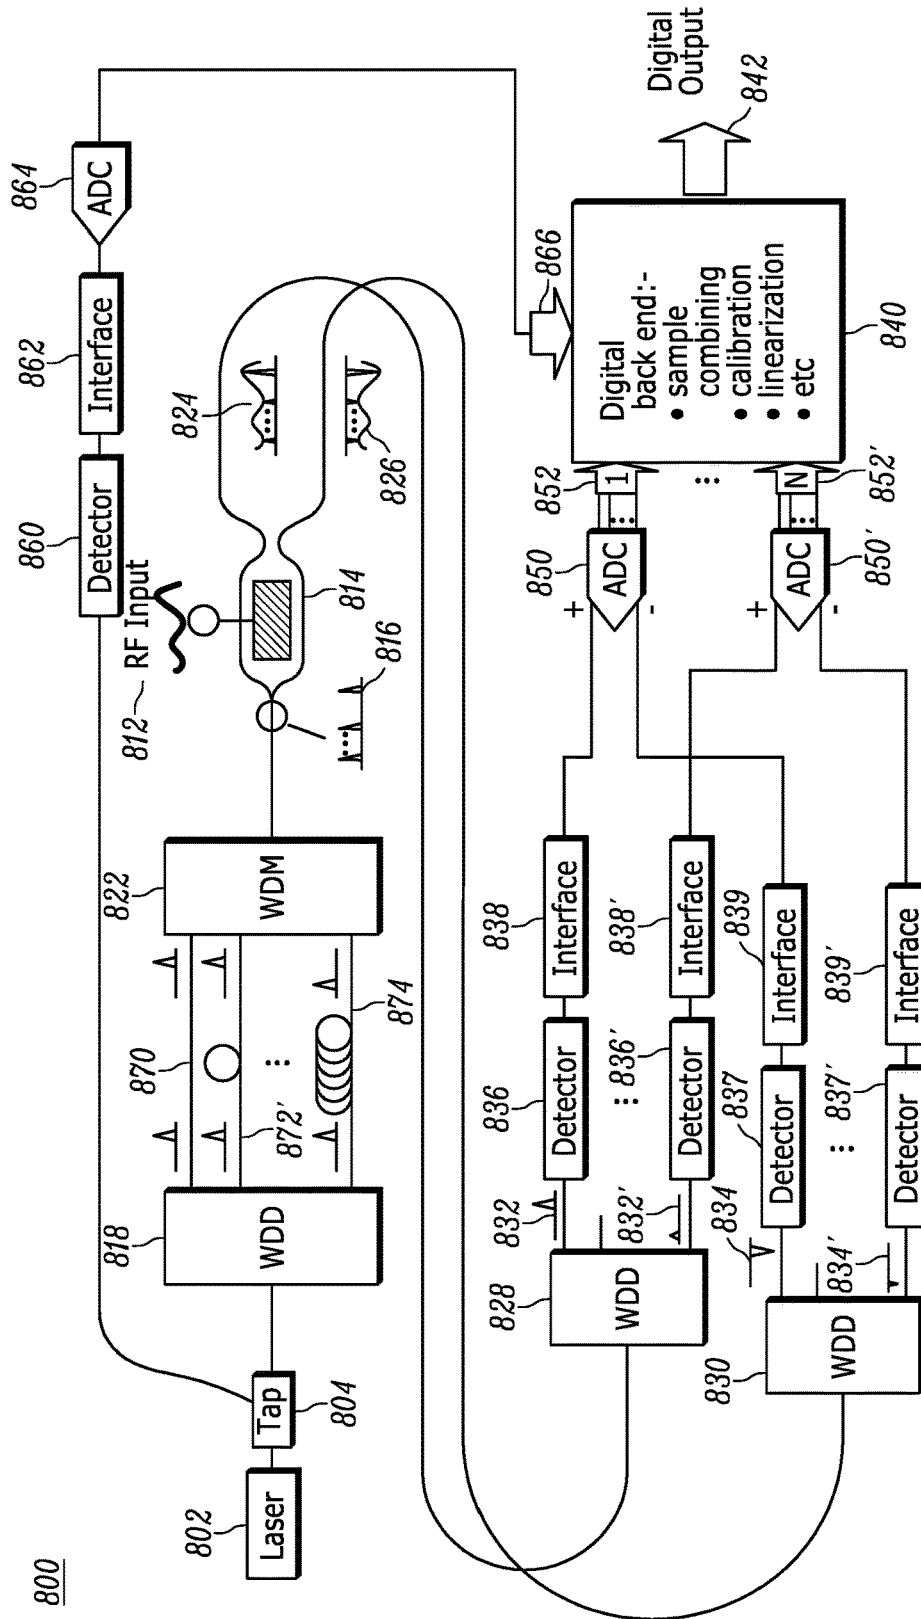 800
802
Laser
Tap
804
818
WDD
870
872'
874
822
WDM
812
RF Input
814
816
824
826
860
Detector
862
Interface
864
ADC
828
WDD
830
WDD
832
832'
834
834'
836
Detector
836'
Detector
837
Detector
837'
Detector
838
Interface
838'
Interface
839
Interface
839'
Interface
850
+
ADC
-
850'
+
ADC
-
852
1
852'
N
866
Digital
back end:-
• sample
combining
• calibration
• linearization
• etc
840
Digital
Output
842